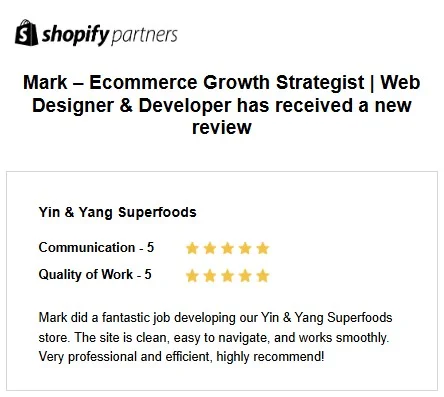 shopify partners
Mark – Ecommerce Growth Strategist | Web
Designer & Developer has received a new
review
Yin & Yang Superfoods
Communication - 5
Quality of Work - 5
Mark did a fantastic job developing our Yin & Yang Superfoods
store. The site is clean, easy to navigate, and works smoothly.
Very professional and efficient, highly recommend!